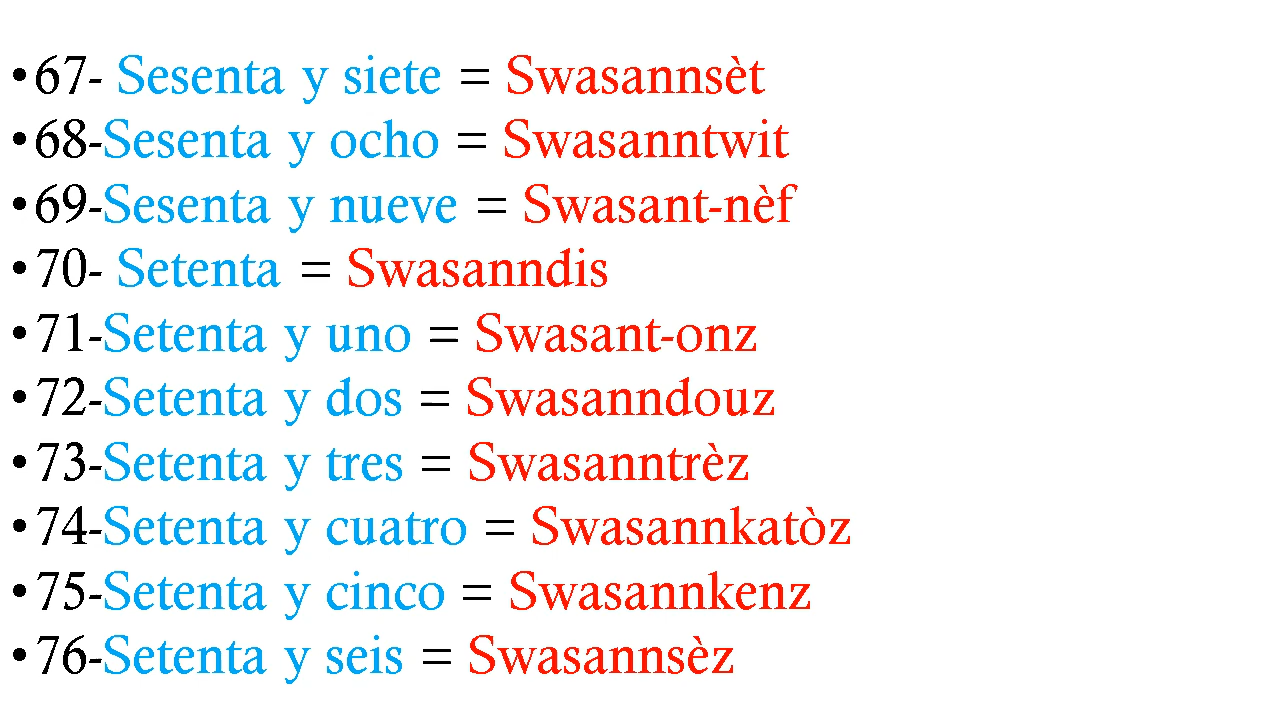 •67- Sesenta y siete = Swasannsèt
•68-Sesenta y ocho = Swasanntwit
•69-Sesenta y nueve = Swasant-nèf
•70- Setenta = Swasanndis
•71-Setenta y uno = Swasant-onz
•72-Setenta y dos = Swasanndouz
•73-Setenta y tres = Swasanntrèz
•74-Setenta y cuatro = Swasannkatòz
•75-Setenta y cinco = Swasannkenz
•76-Setenta y seis = Swasannsèz